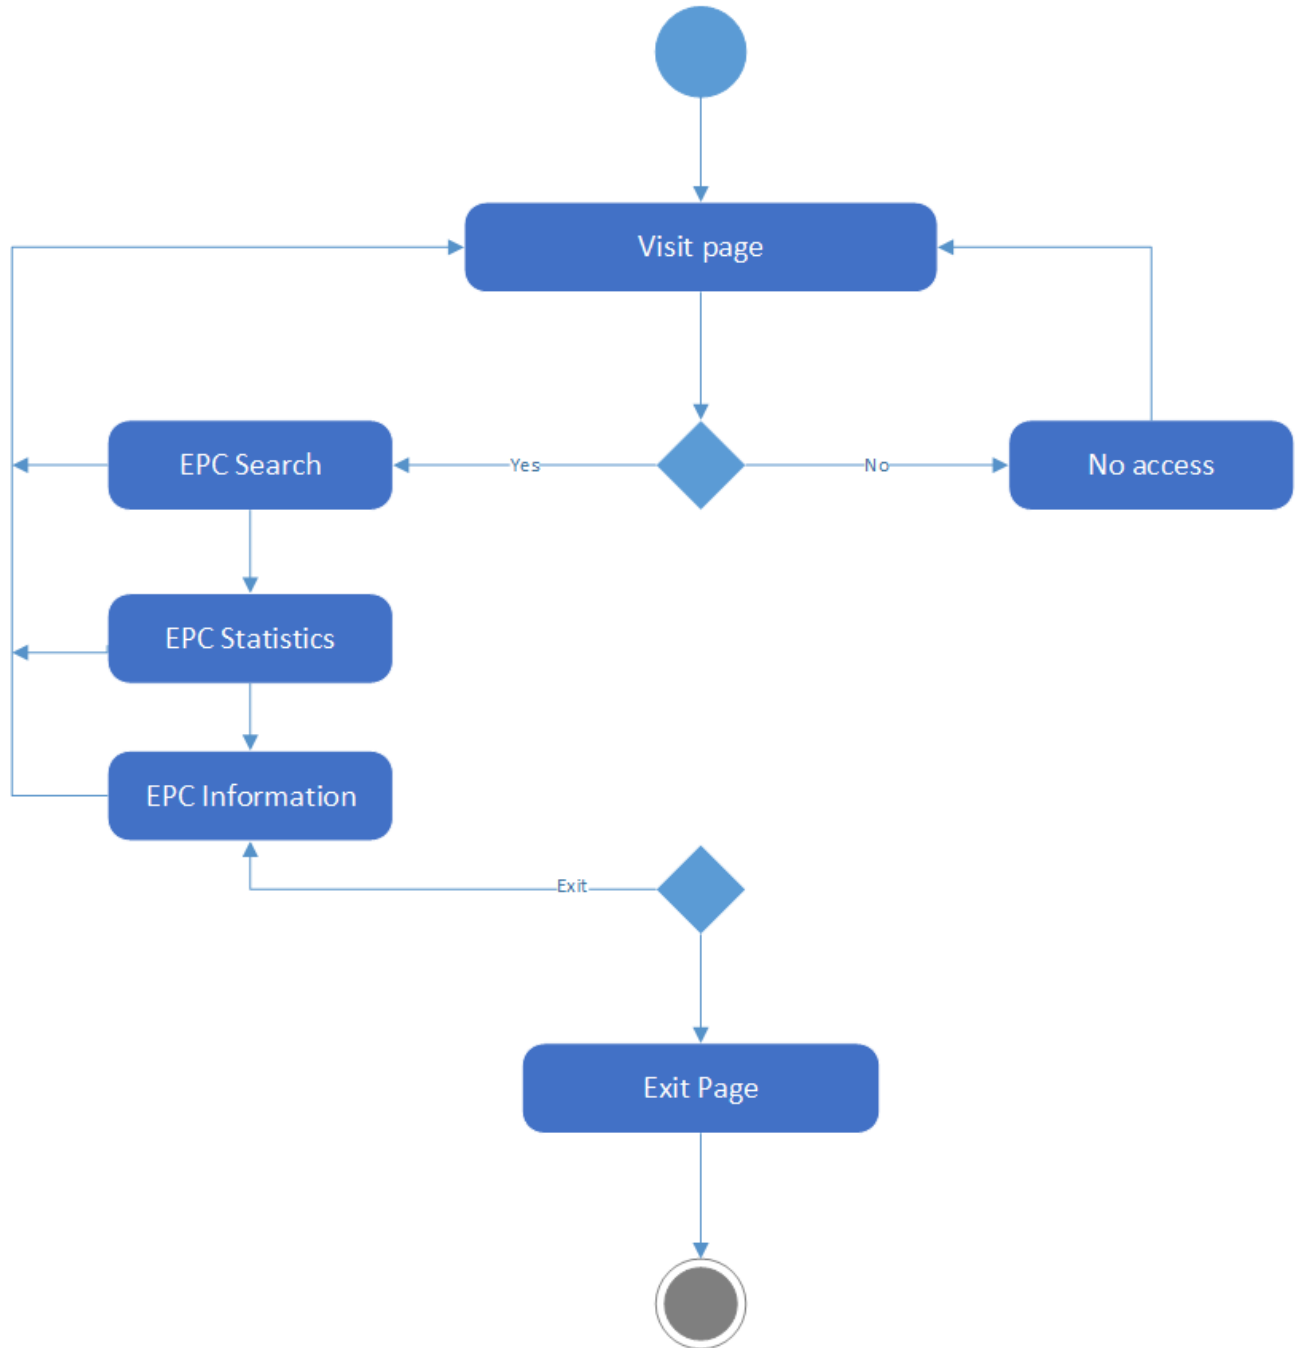 Visit page
EPC Search
Yes
No
No access
EPC Statistics
EPC Information
Exit
Exit Page